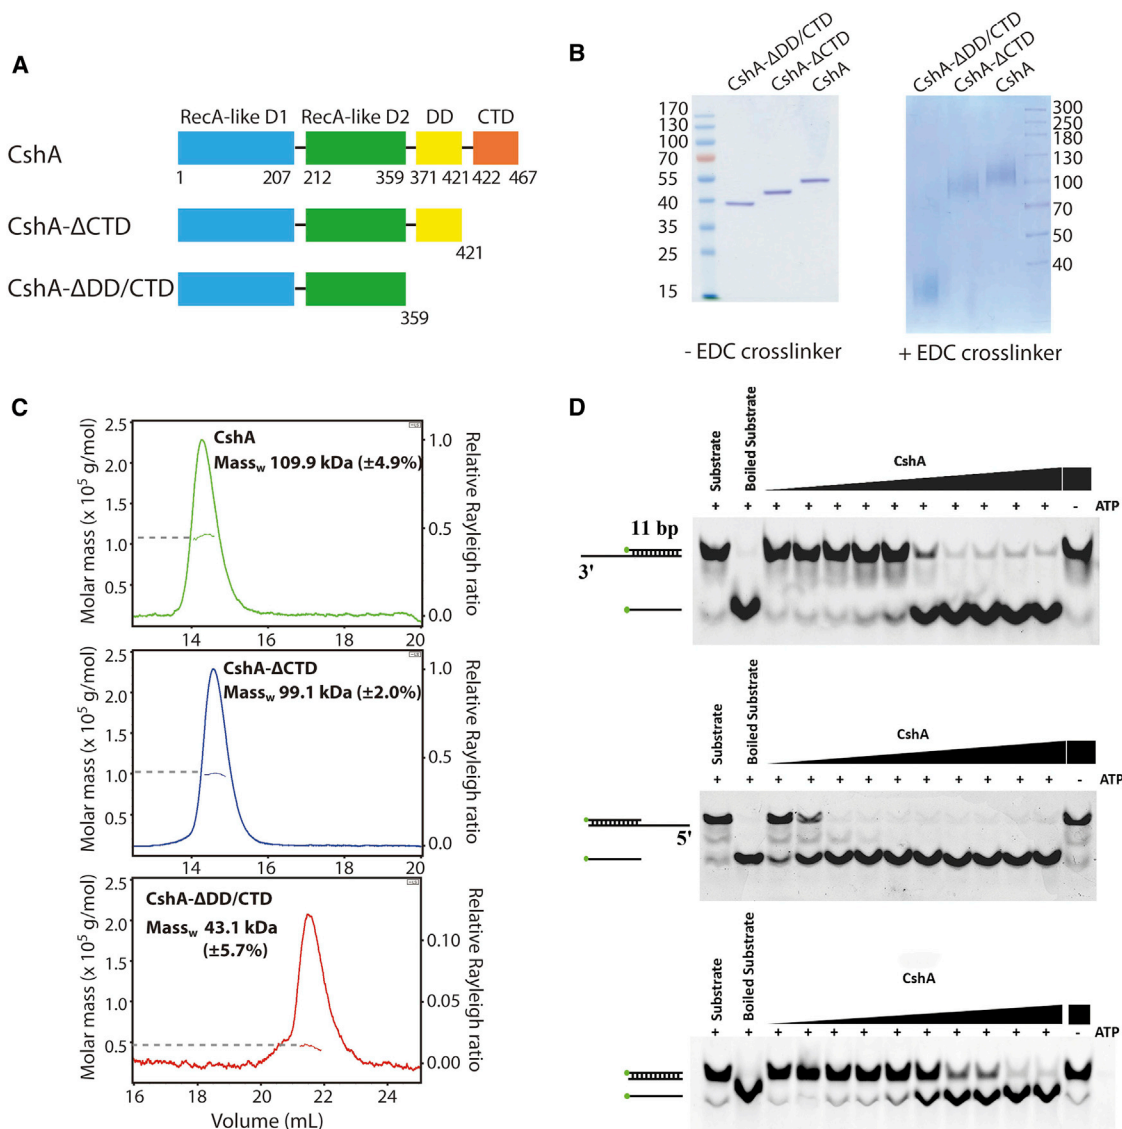 A
RecA-like D1 RecA-like D2 DD CTD
CshA
1 207 212 359 371 421 422 467
CshA-ΔCTD
421
CshA-ΔDD/CTD
359
B
CshA-ΔDD/CTD
CshA-ΔCTD
CshA
170
130
100
70
55
40
35
25
15
- EDC crosslinker
CshA-ΔDD/CTD
CshA-ΔCTD
CshA
300
250
180
130
100
70
50
40
+ EDC crosslinker
C
Molar mass (x 10⁵ g/mol)
2.5
2.0
1.5
1.0
0.5
CshA
Massw 109.9 kDa (±4.9%)
1.0
0.5
0.0
Relative Rayleigh ratio
14 16 18 20
Molar mass (x 10⁵ g/mol)
2.5
2.0
1.5
1.0
0.5
CshA-ΔCTD
Massw 99.1 kDa (±2.0%)
1.0
0.5
0.0
Relative Rayleigh ratio
14 16 18 20
Molar mass (x 10⁵ g/mol)
2.0
1.5
1.0
0.5
CshA-ΔDD/CTD
Massw 43.1 kDa
(±5.7%)
0.10
0.05
0.00
Relative Rayleigh ratio
16 18 20 22 24
Volume (mL)
D
Substrate
Boiled Substrate
CshA
+ + + + + + + + + + + + - ATP
11 bp
3'
Substrate
Boiled Substrate
CshA
+ + + + + + + + + + + + - ATP
5'
Substrate
Boiled Substrate
CshA
+ + + + + + + + + + + + - ATP